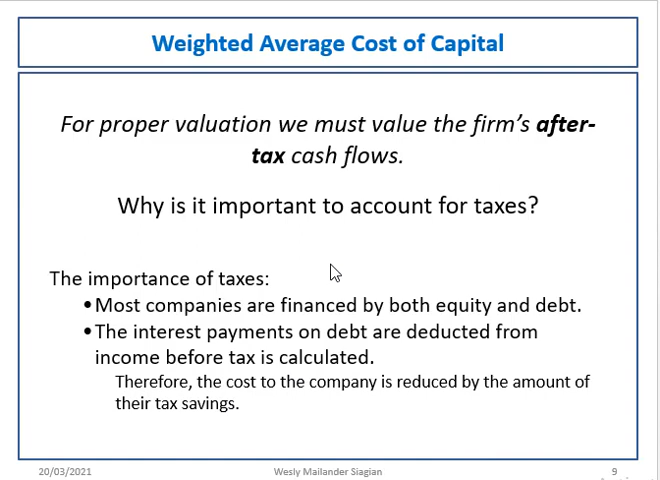 Weighted Average Cost of Capital
For proper valuation we must value the firm's after-
tax cash flows.
Why is it important to account for taxes?
The importance of taxes:
•Most companies are financed by both equity and debt.
•The interest payments on debt are deducted from
income before tax is calculated.
Therefore, the cost to the company is reduced by the amount of
their tax savings.
20/03/2021 Wesly Mailander Siagian 9